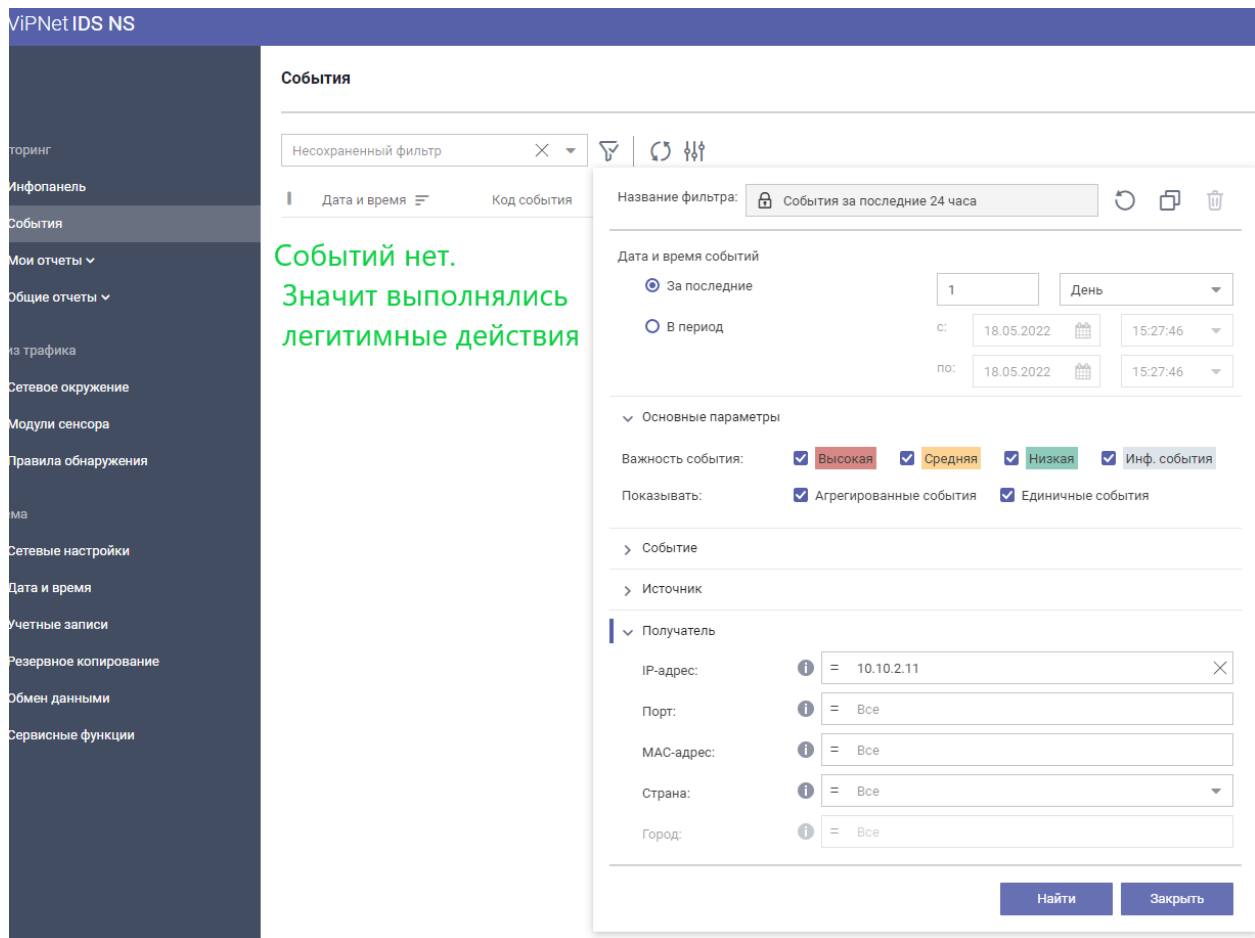 ViPNet IDS NS
События
торинг
Инфопанель
События
Мои отчеты
Общие отчеты
из трафика
Сетевое окружение
Модули сенсора
Правила обнаружения
ема
Сетевые настройки
Дата и время
Учетные записи
Резервное копирование
Обмен данными
Сервисные функции
Несохраненный фильтр
Дата и время Код события
Событий нет.
Значит выполнялись
легитимные действия
Название фильтра: События за последние 24 часа
Дата и время событий
За последние 1 День
В период с: 18.05.2022 15:27:46
по: 18.05.2022 15:27:46
Основные параметры
Важность события: Высокая Средняя Низкая Инф. события
Показывать: Агрегированные события Единичные события
Событие
Источник
Получатель
IP-адрес: = 10.10.2.11
Порт: = Все
MAC-адрес: = Все
Страна: = Все
Город: = Все
Найти Закрыть